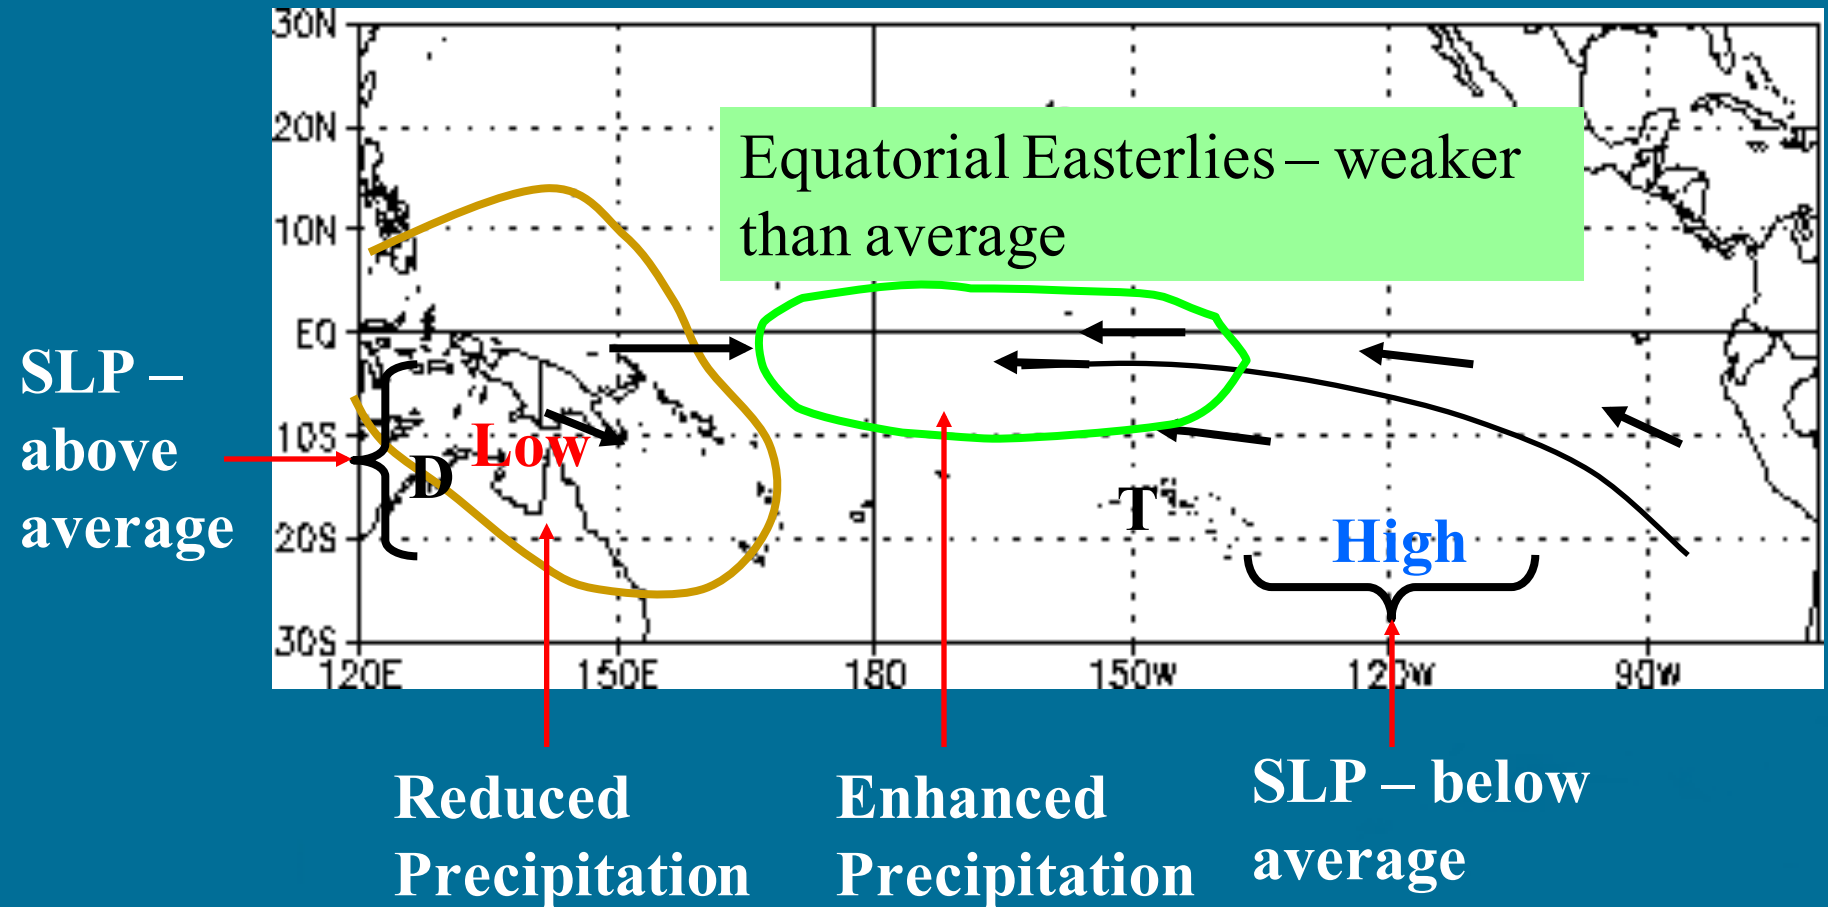 30N
20N
Equatorial Easterlies – weaker
than average
10N
EQ
SLP –
above
average
10S
Low
D
T
High
20S
30S
120E 150E 180 150W 120W 90W
Reduced
Precipitation
Enhanced
Precipitation
SLP – below
average